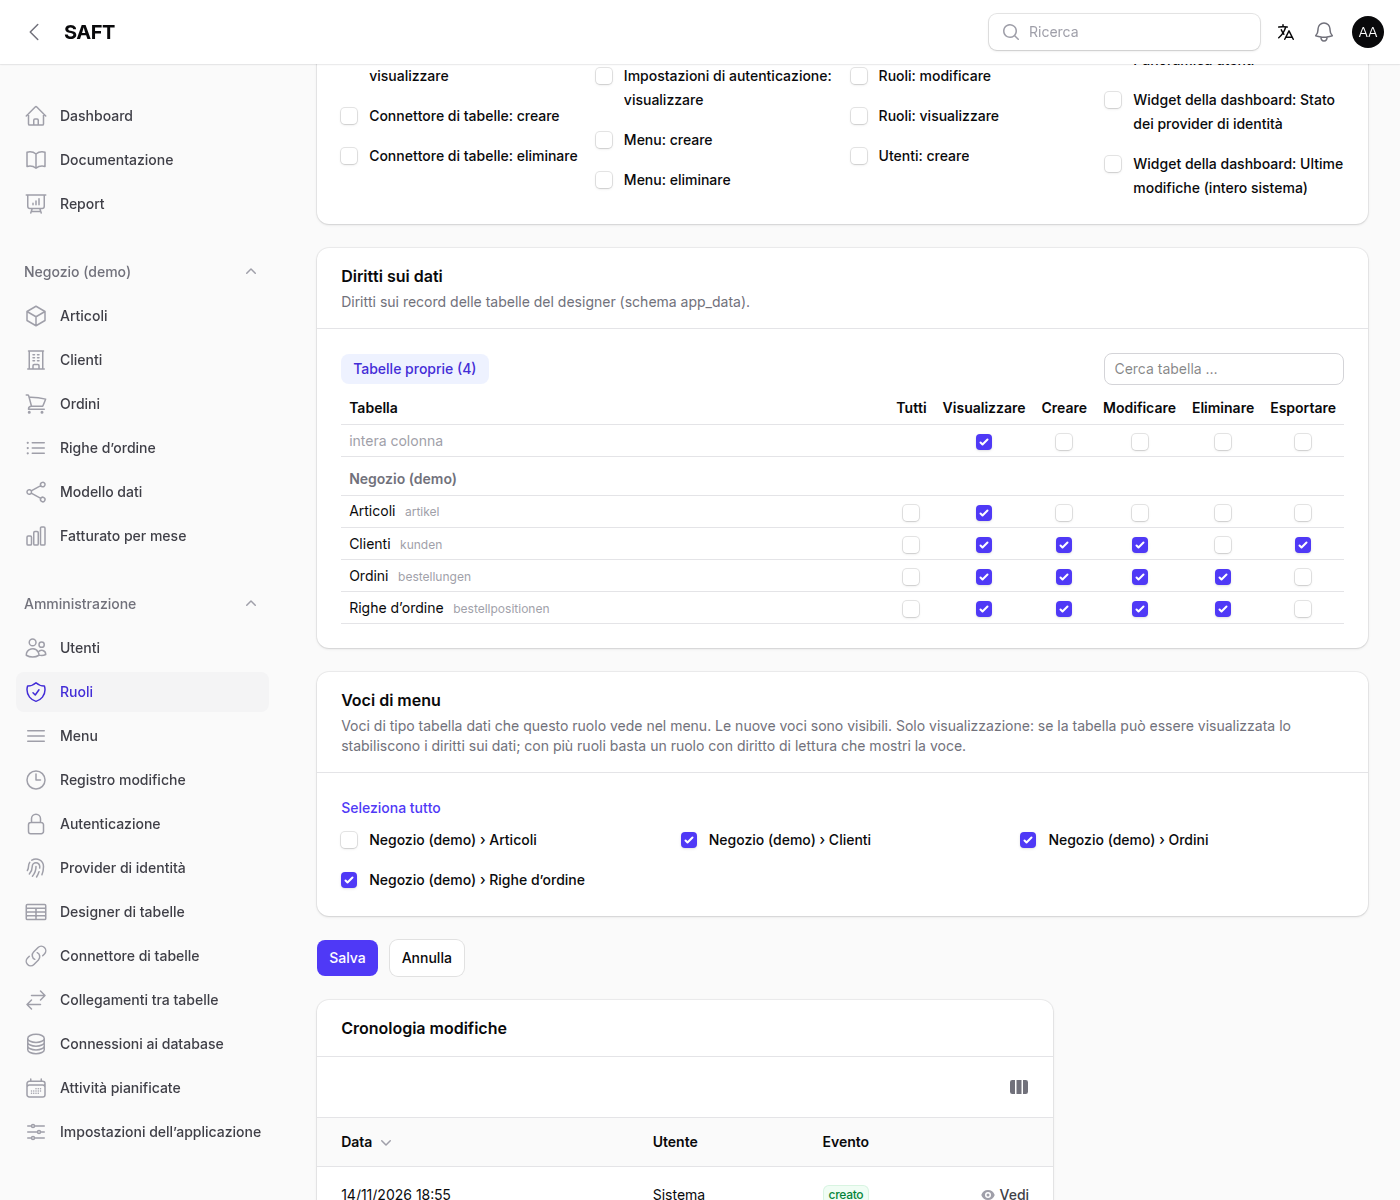 SAFT
Ricerca
AA
Dashboard
Documentazione
Report
Negozio (demo)
Articoli
Clienti
Ordini
Righe d'ordine
Modello dati
Fatturato per mese
Amministrazione
Utenti
Ruoli
Menu
Registro modifiche
Autenticazione
Provider di identità
Designer di tabelle
Connettore di tabelle
Collegamenti tra tabelle
Connessioni ai database
Attività pianificate
Impostazioni dell'applicazione
visualizzare
Connettore di tabelle: creare
Connettore di tabelle: eliminare
Impostazioni di autenticazione:
visualizzare
Menu: creare
Menu: eliminare
Ruoli: modificare
Ruoli: visualizzare
Utenti: creare
Widget della dashboard: Stato
dei provider di identità
Widget della dashboard: Ultime
modifiche (intero sistema)
Diritti sui dati
Diritti sui record delle tabelle del designer (schema app_data).
Tabelle proprie (4)
Cerca tabella ...
Tabella Tutti Visualizzare Creare Modificare Eliminare Esportare
intera colonna
Negozio (demo)
Articoli artikel
Clienti kunden
Ordini bestellungen
Righe d'ordine bestellpositionen
Voci di menu
Voci di tipo tabella dati che questo ruolo vede nel menu. Le nuove voci sono visibili. Solo visualizzazione: se la tabella può essere visualizzata lo
stabiliscono i diritti sui dati; con più ruoli basta un ruolo con diritto di lettura che mostri la voce.
Seleziona tutto
Negozio (demo) › Articoli
Negozio (demo) › Clienti
Negozio (demo) › Ordini
Negozio (demo) › Righe d'ordine
Salva
Annulla
Cronologia modifiche
Data Utente Evento
14/11/2026 18:55 Sistema creato Vedi